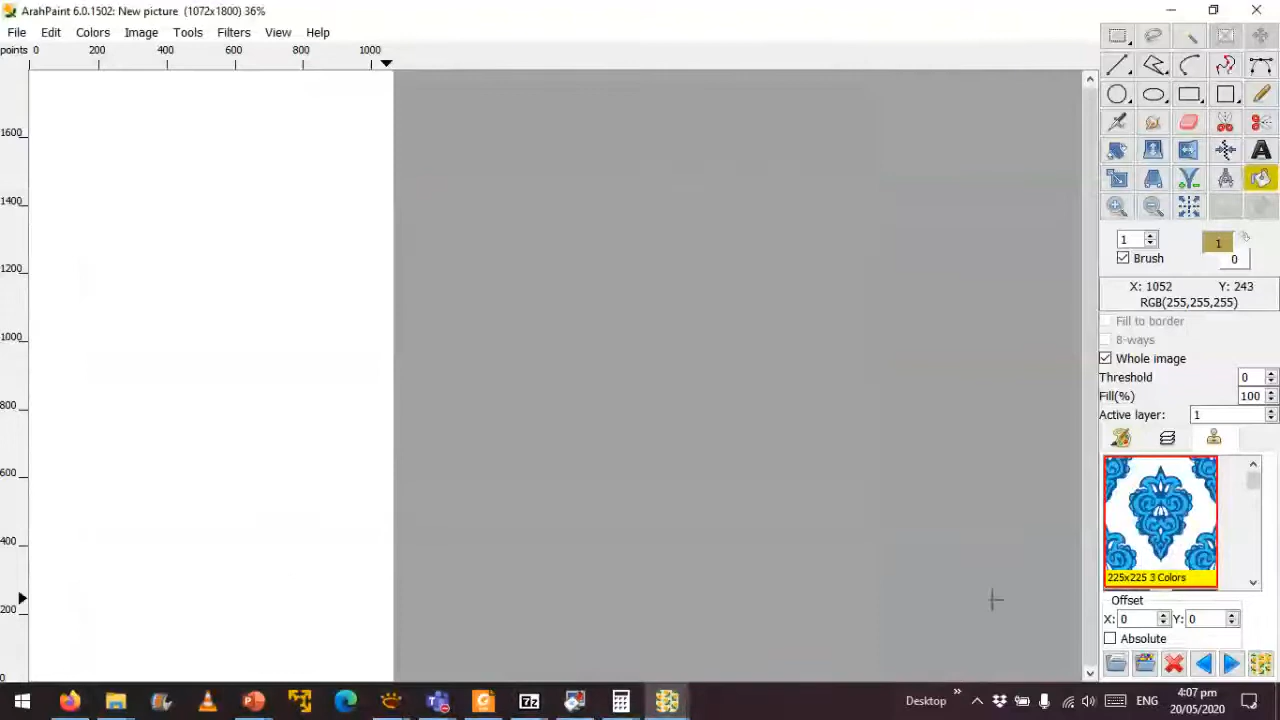 ArahPaint 6.0.1502: New picture (1072x1800) 36%
File Edit Colors Image Tools Filters View Help
points 0 200 400 600 800 1000
1600
1400
1200
1000
800
600
400
200
0
A
1
1
Brush
0
X: 1052 Y: 243
RGB(255,255,255)
Fill to border
8-ways
Whole image
Threshold 0
Fill(%) 100
Active layer: 1
225x225 3 Colors
Offset
X: 0 Y: 0
Absolute
7z
Desktop
ENG
4:07 pm
20/05/2020